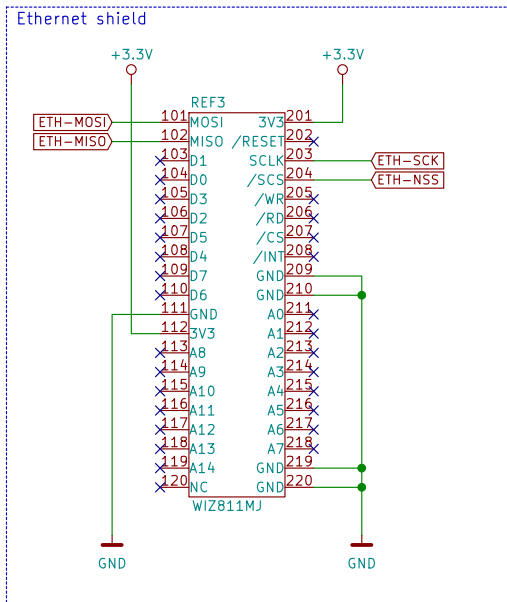 Ethernet shield
+3.3V +3.3V
REF3
ETH-MOSI 101 MOSI 3V3 201
ETH-MISO 102 MISO /RESET 202
103 D1 SCLK 203 ETH-SCK
104 D0 /SCS 204 ETH-NSS
105 D3 /WR 205
106 D2 /RD 206
107 D5 /CS 207
108 D4 /INT 208
109 D7 GND 209
110 D6 GND 210
111 GND A0 211
112 3V3 A1 212
113 A8 A2 213
114 A9 A3 214
115 A10 A4 215
116 A11 A5 216
117 A12 A6 217
118 A13 A7 218
119 A14 GND 219
120 NC GND 220
WIZ811MJ
GND GND